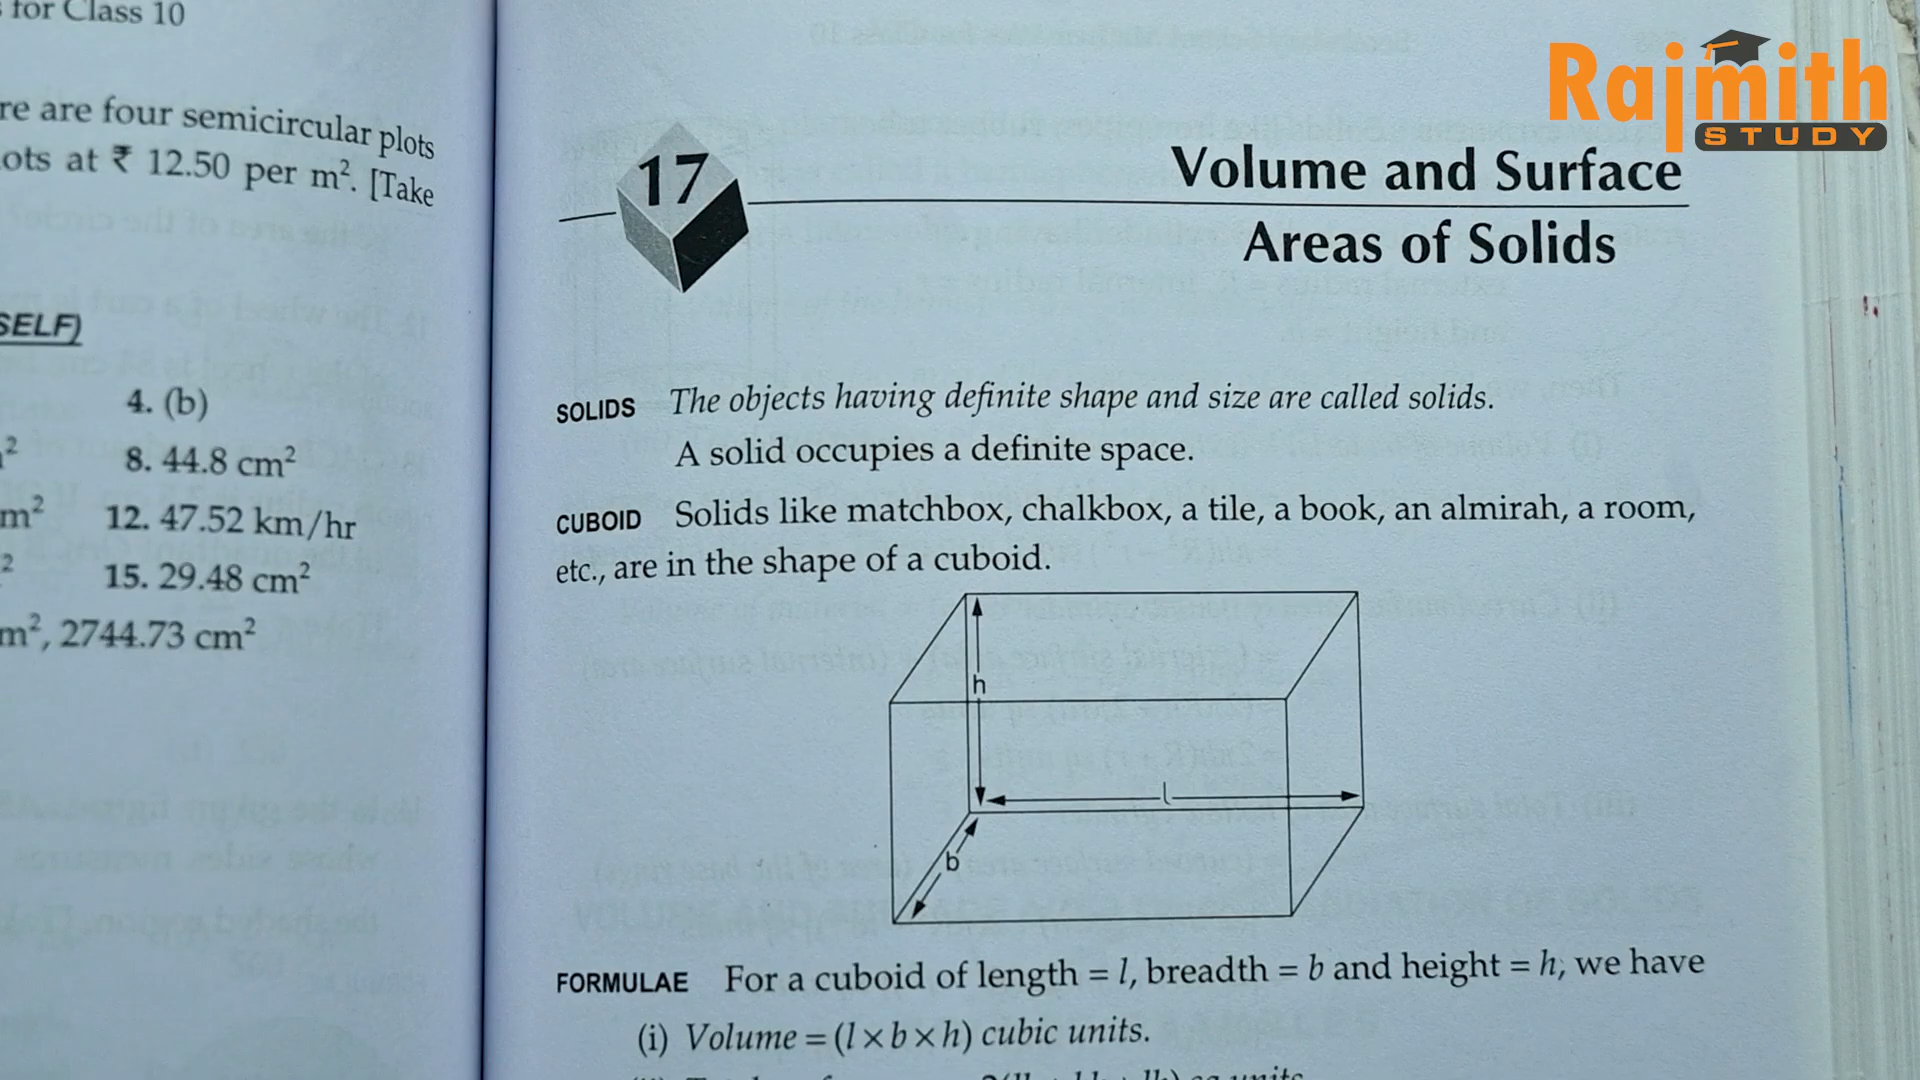 for Class 10
re are four semicircular plots
ots at ₹ 12.50 per m². [Take
SELF)
4. (b)
8. 44.8 cm²
m² 12. 47.52 km/hr
² 15. 29.48 cm²
m², 2744.73 cm²
Rajmith
STUDY
17
Volume and Surface
Areas of Solids
SOLIDS The objects having definite shape and size are called solids.
A solid occupies a definite space.
CUBOID Solids like matchbox, chalkbox, a tile, a book, an almirah, a room,
etc., are in the shape of a cuboid.
h
l
b
FORMULAE For a cuboid of length = l, breadth = b and height = h, we have
(i) Volume = (l × b × h) cubic units.